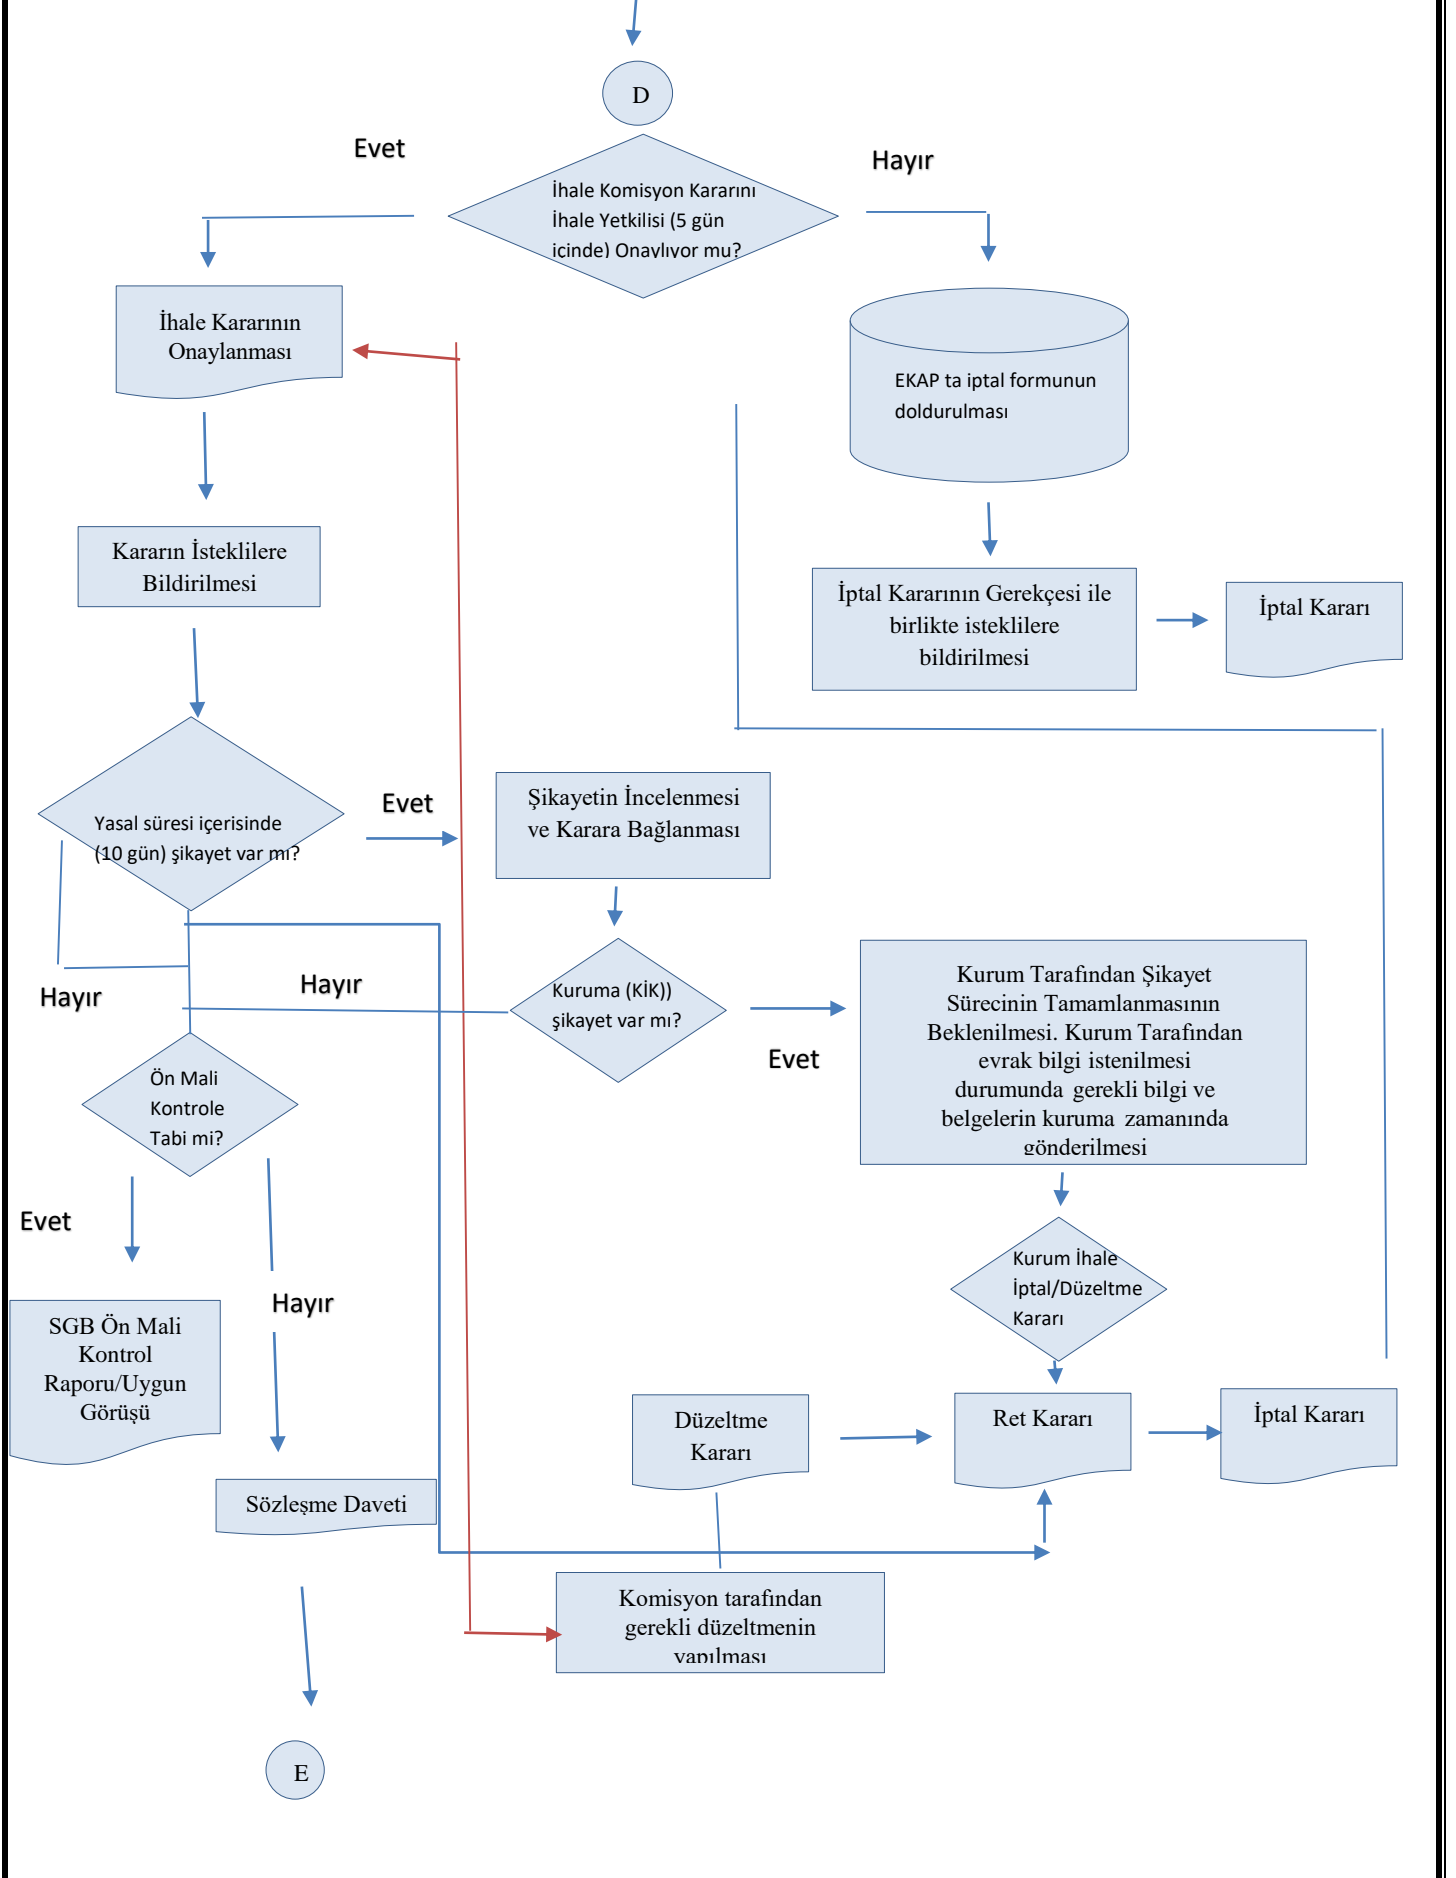 D
Evet
Hayır
İhale Komisyon Kararını
İhale Yetkilisi (5 gün
içinde) Onaylıyor mu?
İhale Kararının
Onaylanması
EKAP ta iptal formunun
doldurulması
Kararın İsteklilere
Bildirilmesi
İptal Kararının Gerekçesi ile
birlikte isteklilere
bildirilmesi
İptal Kararı
Yasal süresi içerisinde
(10 gün) şikayet var mı?
Evet
Şikayetin İncelenmesi
ve Karara Bağlanması
Hayır
Hayır
Kuruma (KİK))
şikayet var mı?
Evet
Kurum Tarafından Şikayet
Sürecinin Tamamlanmasının
Beklenilmesi. Kurum Tarafından
evrak bilgi istenilmesi
durumunda gerekli bilgi ve
belgelerin kuruma zamanında
gönderilmesi
Ön Mali
Kontrole
Tabi mi?
Evet
Hayır
Kurum İhale
İptal/Düzeltme
Kararı
SGB Ön Mali
Kontrol
Raporu/Uygun
Görüşü
Düzeltme
Kararı
Ret Kararı
İptal Kararı
Sözleşme Daveti
Komisyon tarafından
gerekli düzeltmenin
yapılması
E